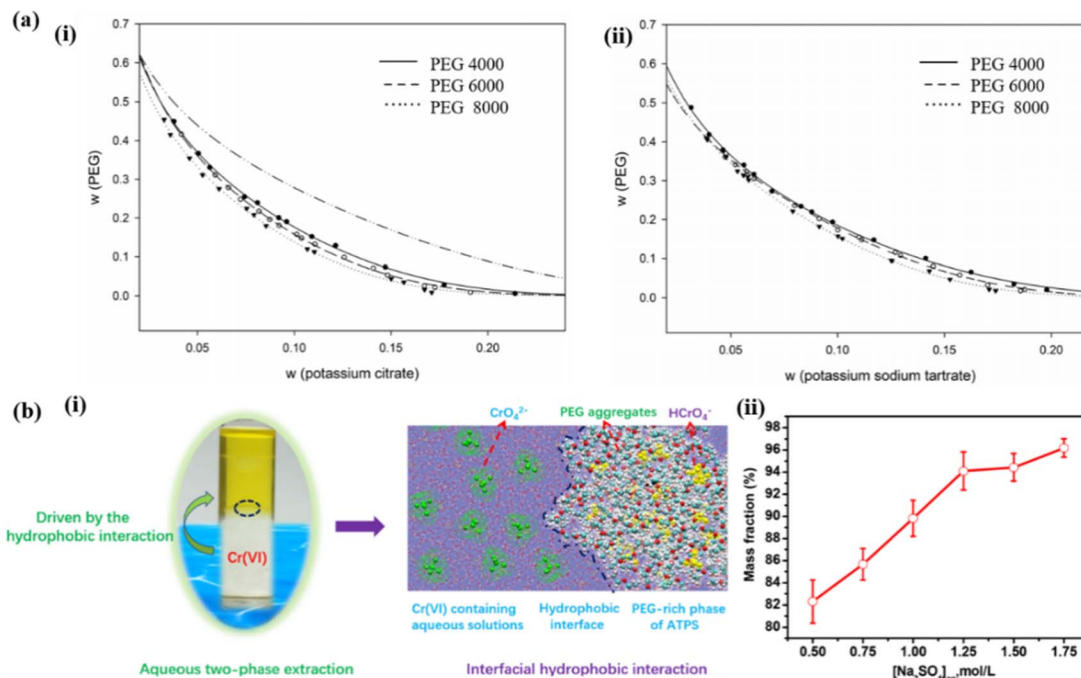 (a)
(i)
0.7
0.6
0.5
0.4
0.3
0.2
0.1
0.0
w (PEG)
PEG 4000
PEG 6000
PEG 8000
0.05 0.10 0.15 0.20
w (potassium citrate)
(ii)
0.7
0.6
0.5
0.4
0.3
0.2
0.1
0.0
w (PEG)
PEG 4000
PEG 6000
PEG 8000
0.05 0.10 0.15 0.20
w (potassium sodium tartrate)
(b)
(i)
Driven by the
hydrophobic interaction
Cr(VI)
Aqueous two-phase extraction
CrO₄²⁻ PEG aggregates HCrO₄⁻
Cr(VI) containing
aqueous solutions
Hydrophobic
interface
PEG-rich phase
of ATPS
Interfacial hydrophobic interaction
(ii)
98
96
94
92
90
88
86
84
82
80
Mass fraction (%)
0.50 0.75 1.00 1.25 1.50 1.75
mol/L